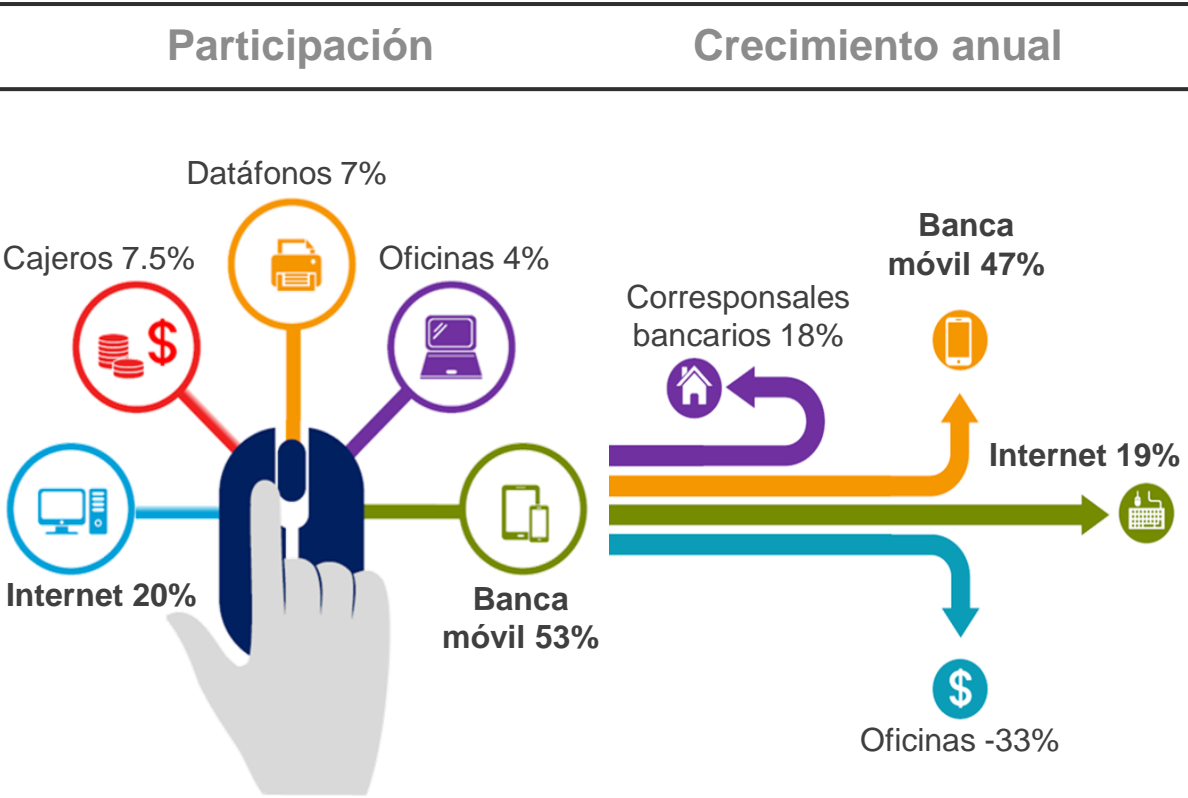 Participación
Crecimiento anual
Datáfonos 7%
Cajeros 7.5%
Oficinas 4%
Internet 20%
Banca
móvil 53%
Corresponsales
bancarios 18%
Banca
móvil 47%
Internet 19%
$
Oficinas -33%
$